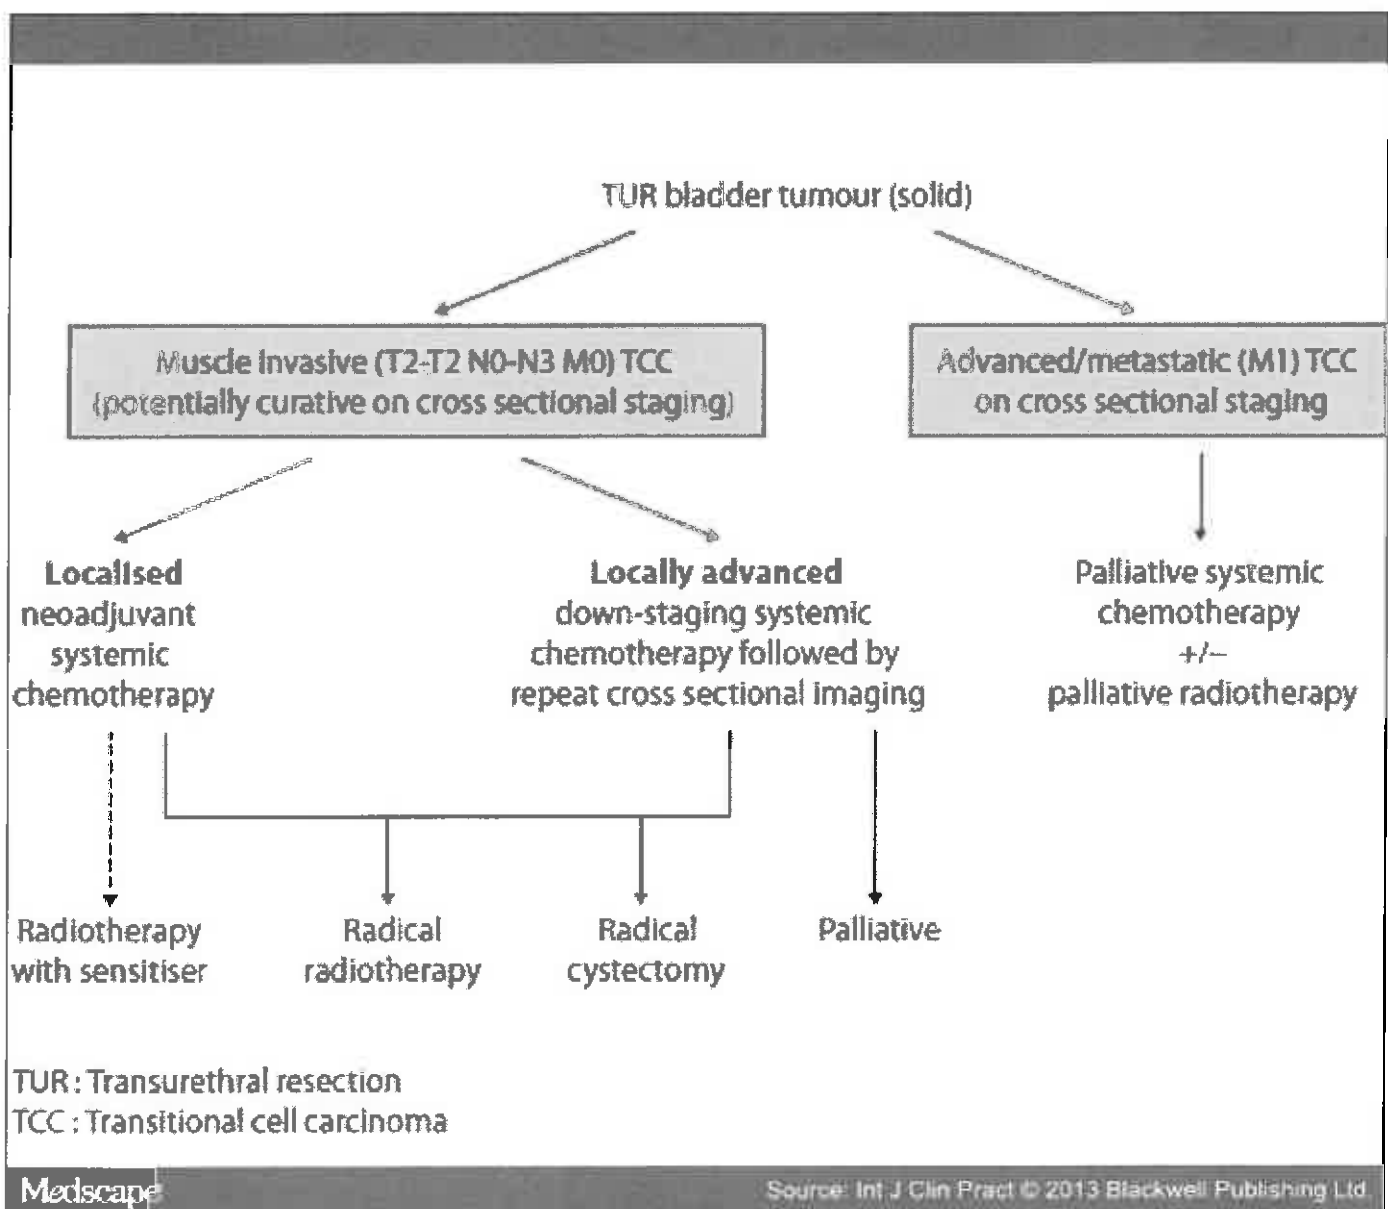 TUR bladder tumour (solid)
Muscle invasive (T2-T2 N0-N3 M0) TCC
(potentially curative on cross sectional staging)
Advanced/metastatic (M1) TCC
on cross sectional staging
Localised
neoadjuvant
systemic
chemotherapy
Locally advanced
down-staging systemic
chemotherapy followed by
repeat cross sectional imaging
Palliative systemic
chemotherapy
+/–
palliative radiotherapy
Radiotherapy
with sensitiser
Radical
radiotherapy
Radical
cystectomy
Palliative
TUR : Transurethral resection
TCC : Transitional cell carcinoma
Medscape
Source: Int J Clin Pract © 2013 Blackwell Publishing Ltd